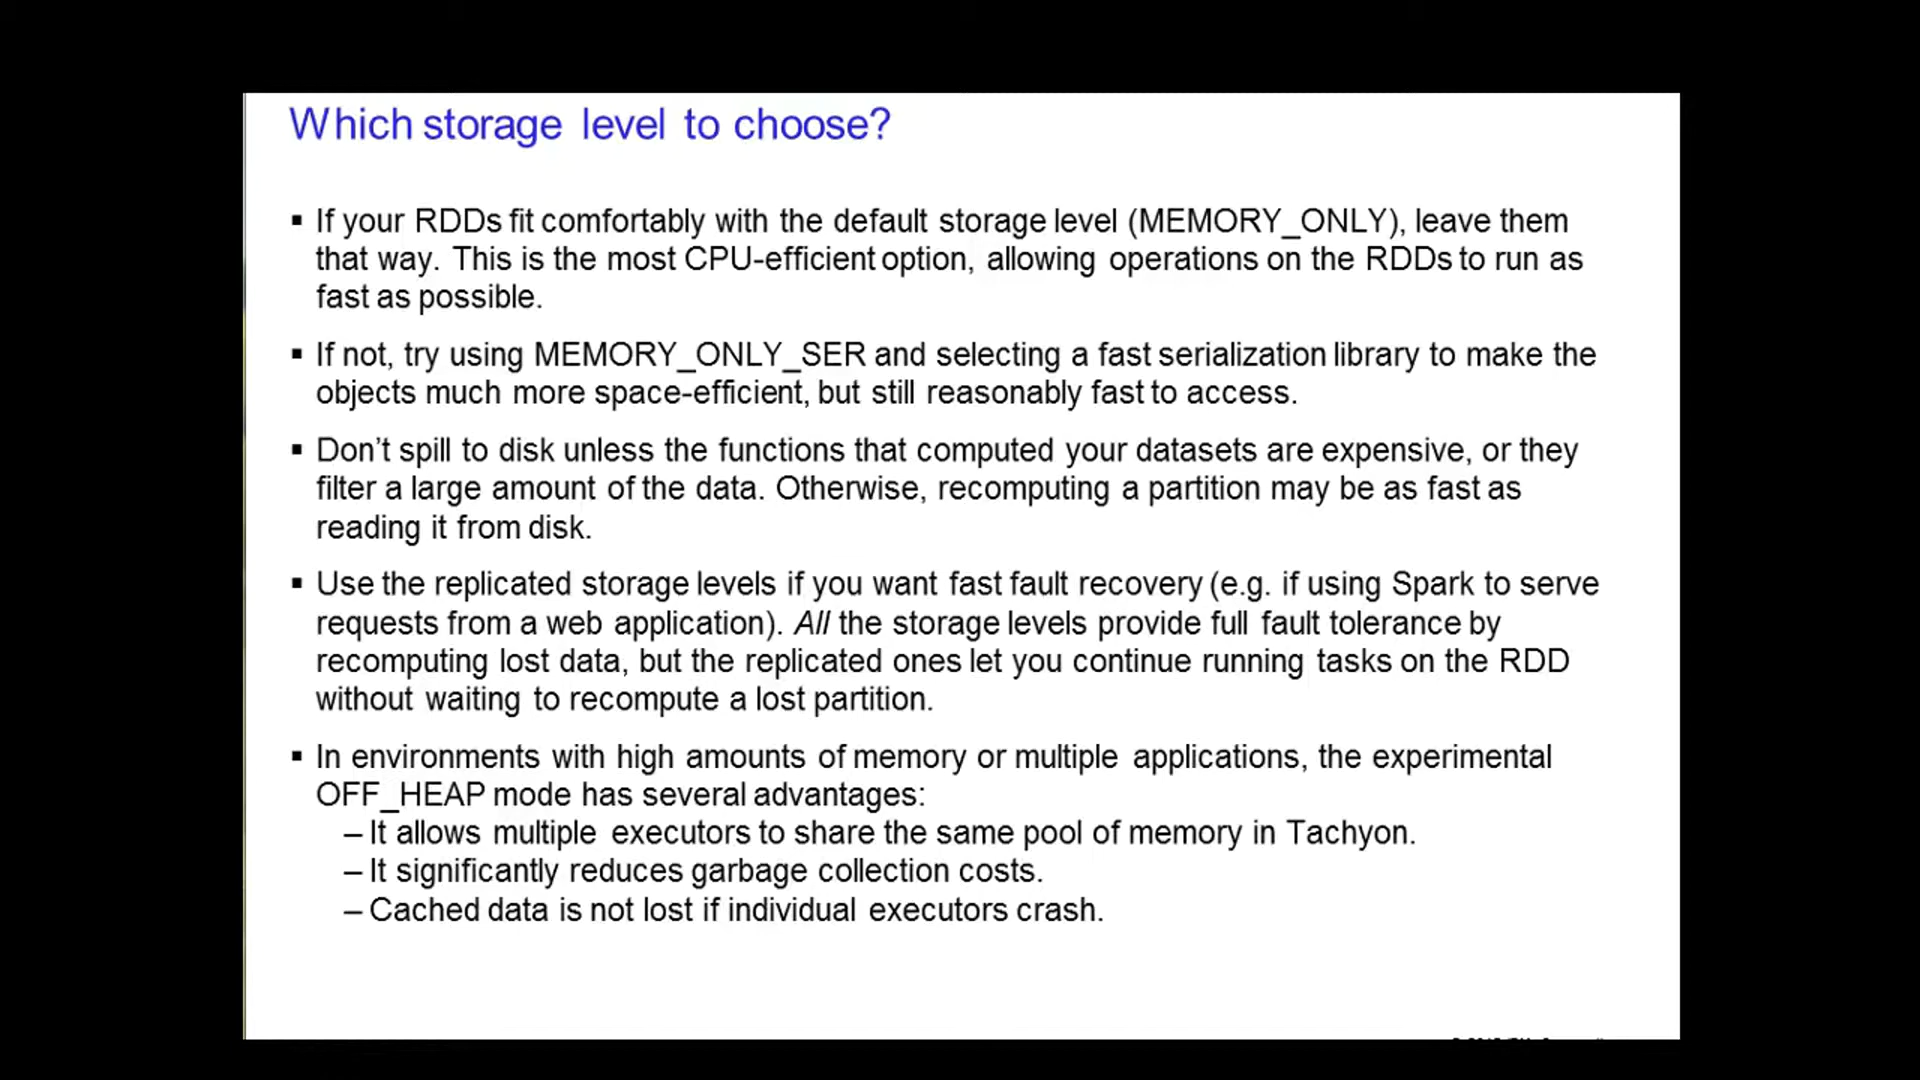 Which storage level to choose?
▪ If your RDDs fit comfortably with the default storage level (MEMORY_ONLY), leave them
that way. This is the most CPU-efficient option, allowing operations on the RDDs to run as
fast as possible.
▪ If not, try using MEMORY_ONLY_SER and selecting a fast serialization library to make the
objects much more space-efficient, but still reasonably fast to access.
▪ Don’t spill to disk unless the functions that computed your datasets are expensive, or they
filter a large amount of the data. Otherwise, recomputing a partition may be as fast as
reading it from disk.
▪ Use the replicated storage levels if you want fast fault recovery (e.g. if using Spark to serve
requests from a web application). All the storage levels provide full fault tolerance by
recomputing lost data, but the replicated ones let you continue running tasks on the RDD
without waiting to recompute a lost partition.
▪ In environments with high amounts of memory or multiple applications, the experimental
OFF_HEAP mode has several advantages:
– It allows multiple executors to share the same pool of memory in Tachyon.
– It significantly reduces garbage collection costs.
– Cached data is not lost if individual executors crash.